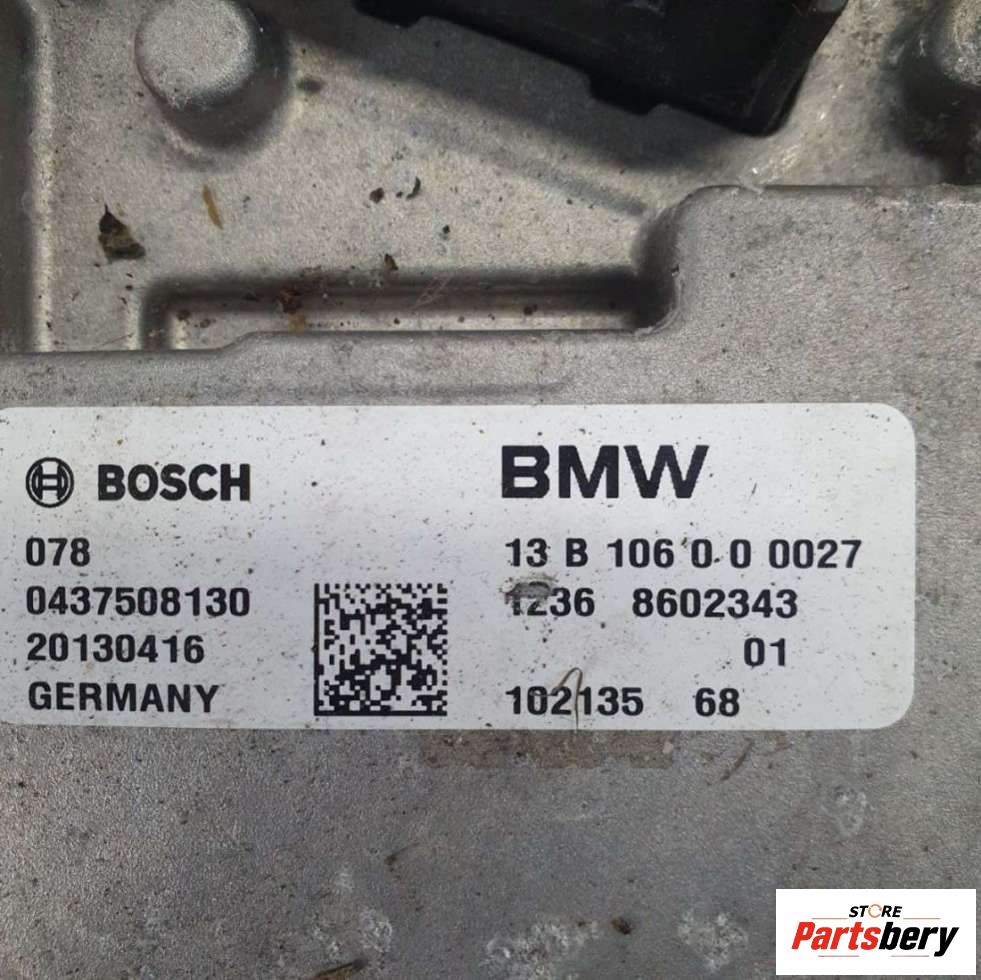 BOSCH
078
0437508130
20130416
GERMANY
BMW
13 B 106 0 0 0027
1236 8602343
01
102135 68
STORE
Partsbery